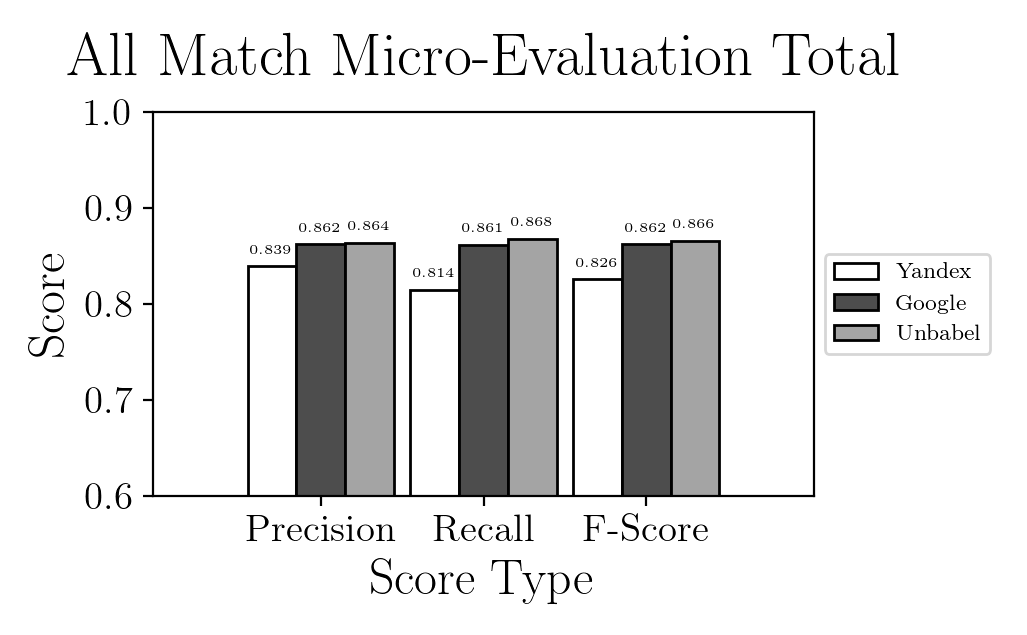 All Match Micro-Evaluation Total
Score
1.0
0.9
0.8
0.7
0.6
0.839
0.862
0.864
0.814
0.861
0.868
0.826
0.862
0.866
Precision
Recall
F-Score
Score Type
Yandex
Google
Unbabel